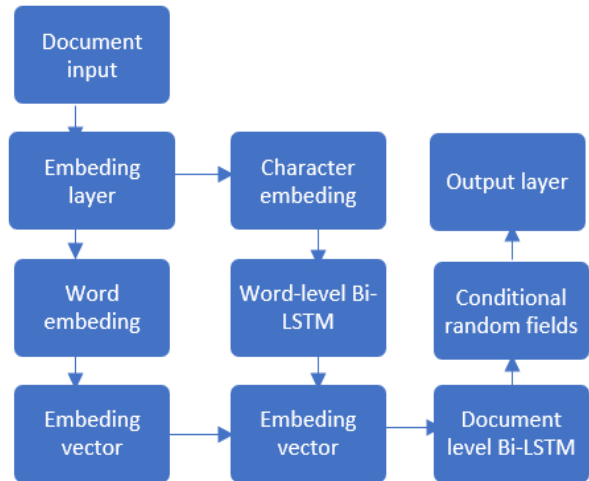 Document
input
Embeding
layer
Character
embeding
Output layer
Word
embeding
Word-level Bi-
LSTM
Conditional
random fields
Embeding
vector
Embeding
vector
Document
level Bi-LSTM